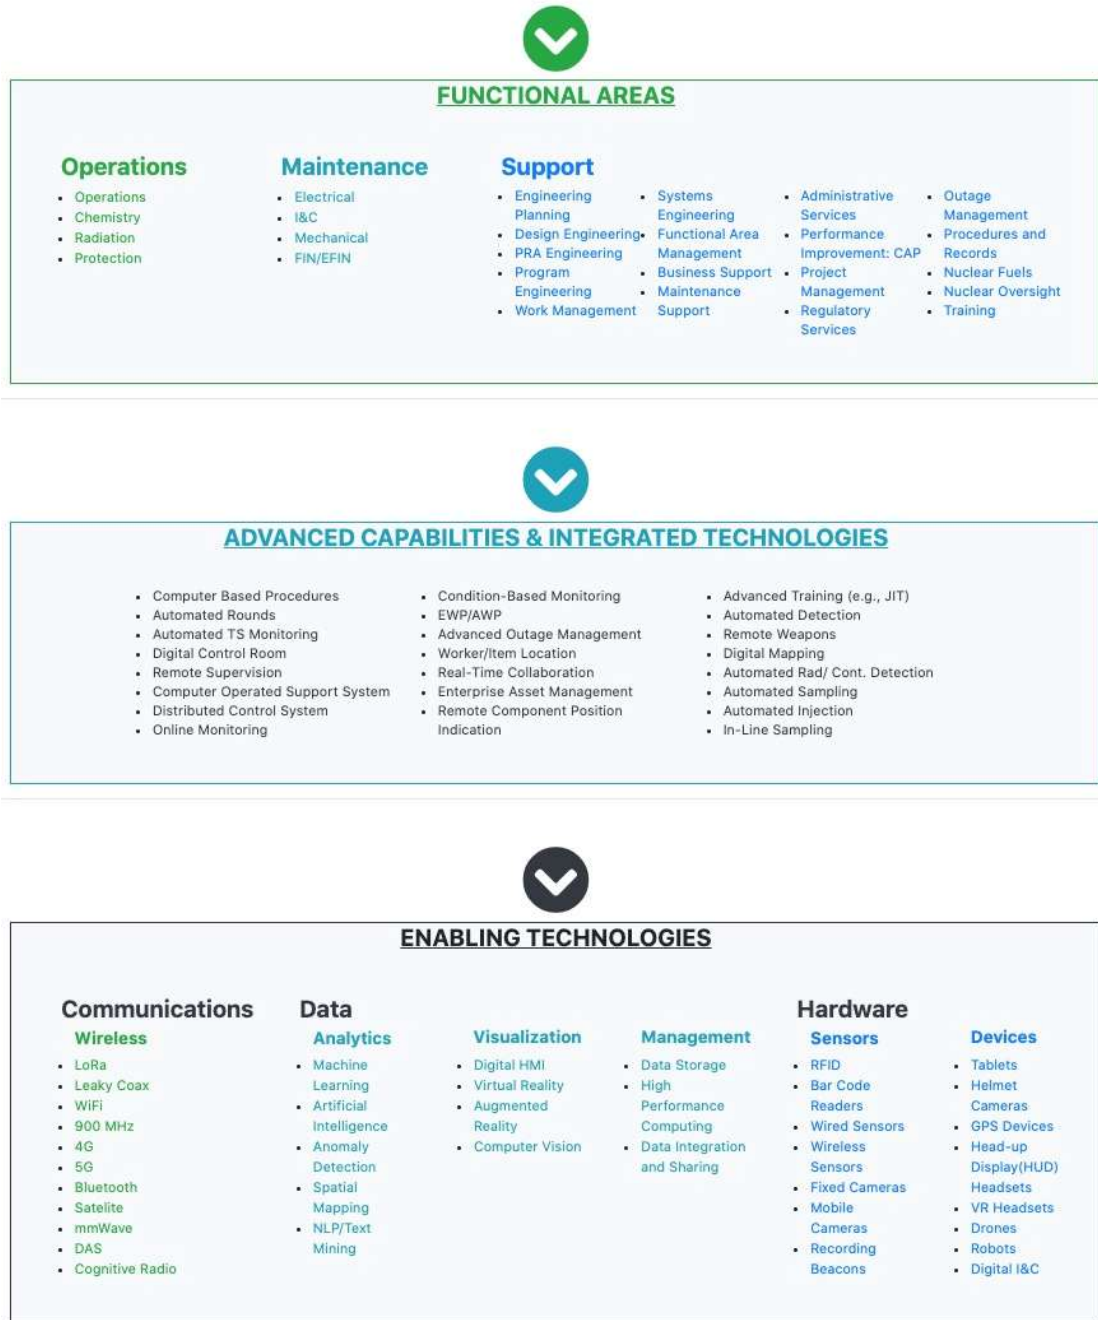 FUNCTIONAL AREAS
Operations
Operations
Chemistry
Radiation
Protection
Maintenance
Electrical
I&C
Mechanical
FIN/EFIN
Support
Engineering
Planning
Design Engineering
PRA Engineering
Program
Engineering
Work Management
Systems
Engineering
Functional Area
Management
Business Support
Maintenance
Support
Administrative
Services
Performance
Improvement: CAP
Project
Management
Regulatory
Services
Outage
Management
Procedures and
Records
Nuclear Fuels
Nuclear Oversight
Training
ADVANCED CAPABILITIES & INTEGRATED TECHNOLOGIES
Computer Based Procedures
Automated Rounds
Automated TS Monitoring
Digital Control Room
Remote Supervision
Computer Operated Support System
Distributed Control System
Online Monitoring
Condition-Based Monitoring
EWP/AWP
Advanced Outage Management
Worker/Item Location
Real-Time Collaboration
Enterprise Asset Management
Remote Component Position
Indication
Advanced Training (e.g., JIT)
Automated Detection
Remote Weapons
Digital Mapping
Automated Rad/ Cont. Detection
Automated Sampling
Automated Injection
In-Line Sampling
ENABLING TECHNOLOGIES
Communications
Wireless
LoRa
Leaky Coax
WiFi
900 MHz
4G
5G
Bluetooth
Satelite
mmWave
DAS
Cognitive Radio
Data
Analytics
Machine
Learning
Artificial
Intelligence
Anomaly
Detection
Spatial
Mapping
NLP/Text
Mining
Visualization
Digital HMI
Virtual Reality
Augmented
Reality
Computer Vision
Management
Data Storage
High
Performance
Computing
Data Integration
and Sharing
Hardware
Sensors
RFID
Bar Code
Readers
Wired Sensors
Wireless
Sensors
Fixed Cameras
Mobile
Cameras
Recording
Beacons
Devices
Tablets
Helmet
Cameras
GPS Devices
Head-up
Display(HUD)
Headsets
VR Headsets
Drones
Robots
Digital I&C